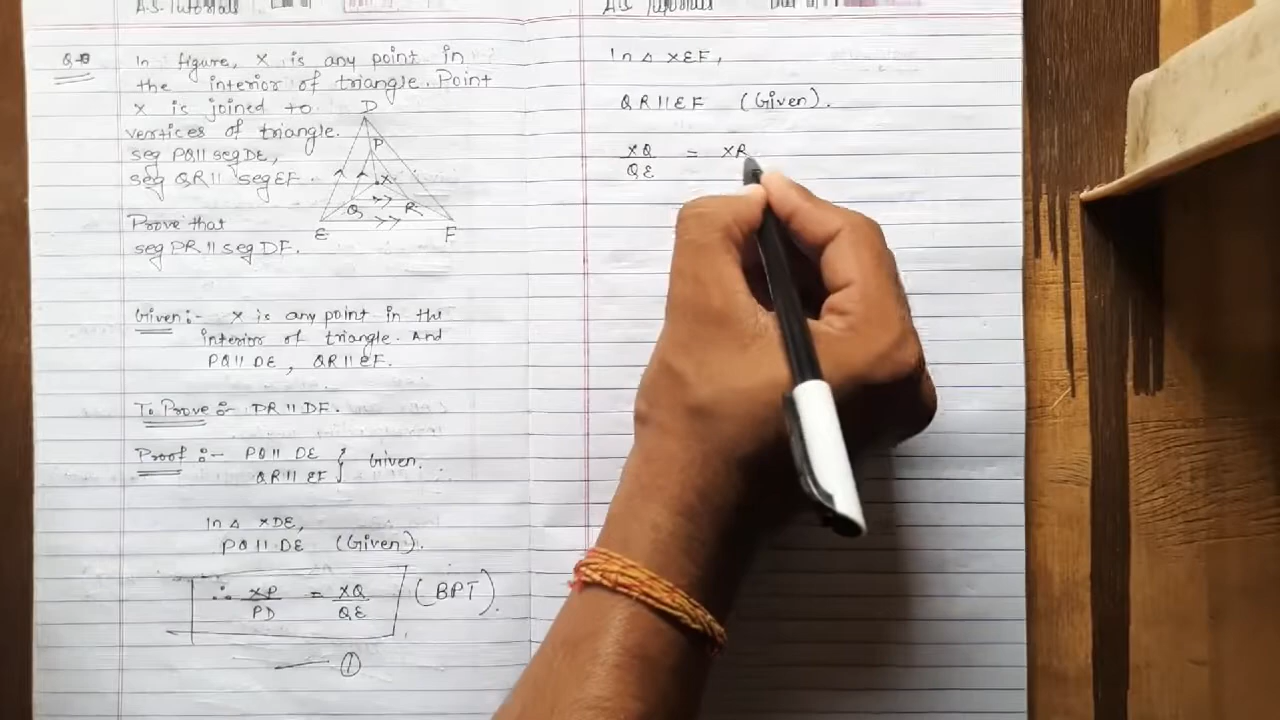 A.S. Tutorials
Q
In figure, X is any point in
the interior of triangle. Point
X is joined to
vertices of triangle.
seg PQ || seg DE,
seg QR || seg EF.
Prove that
seg PR || seg DF.
D
P
X
Q
R
E
F
Given :- X is any point in the
interior of triangle. And
PQ || DE, QR || EF.
To Prove :- PR || DF.
Proof :- PQ || DE
QR || EF } Given.
In △ XDE,
PQ || DE (Given).
∴ XP/PD = XQ/QE (BPT).
—— ①
A.S. Tutorials
In △ XEF,
QR || EF (Given).
XQ/QE = XR